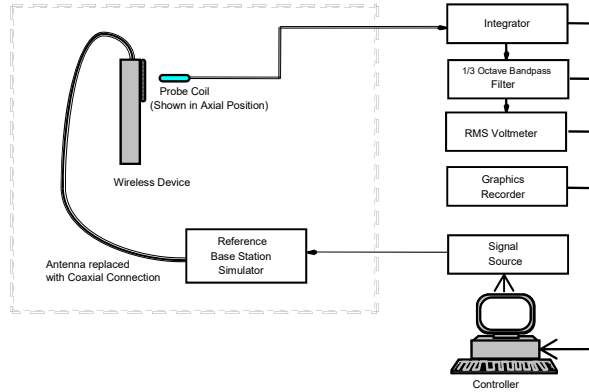 Integrator
1/3 Octave Bandpass
Filter
RMS Voltmeter
Graphics
Recorder
Probe Coil
(Shown in Axial Position)
Wireless Device
Reference
Base Station
Simulator
Signal
Source
Antenna replaced
with Coaxial Connection
Controller